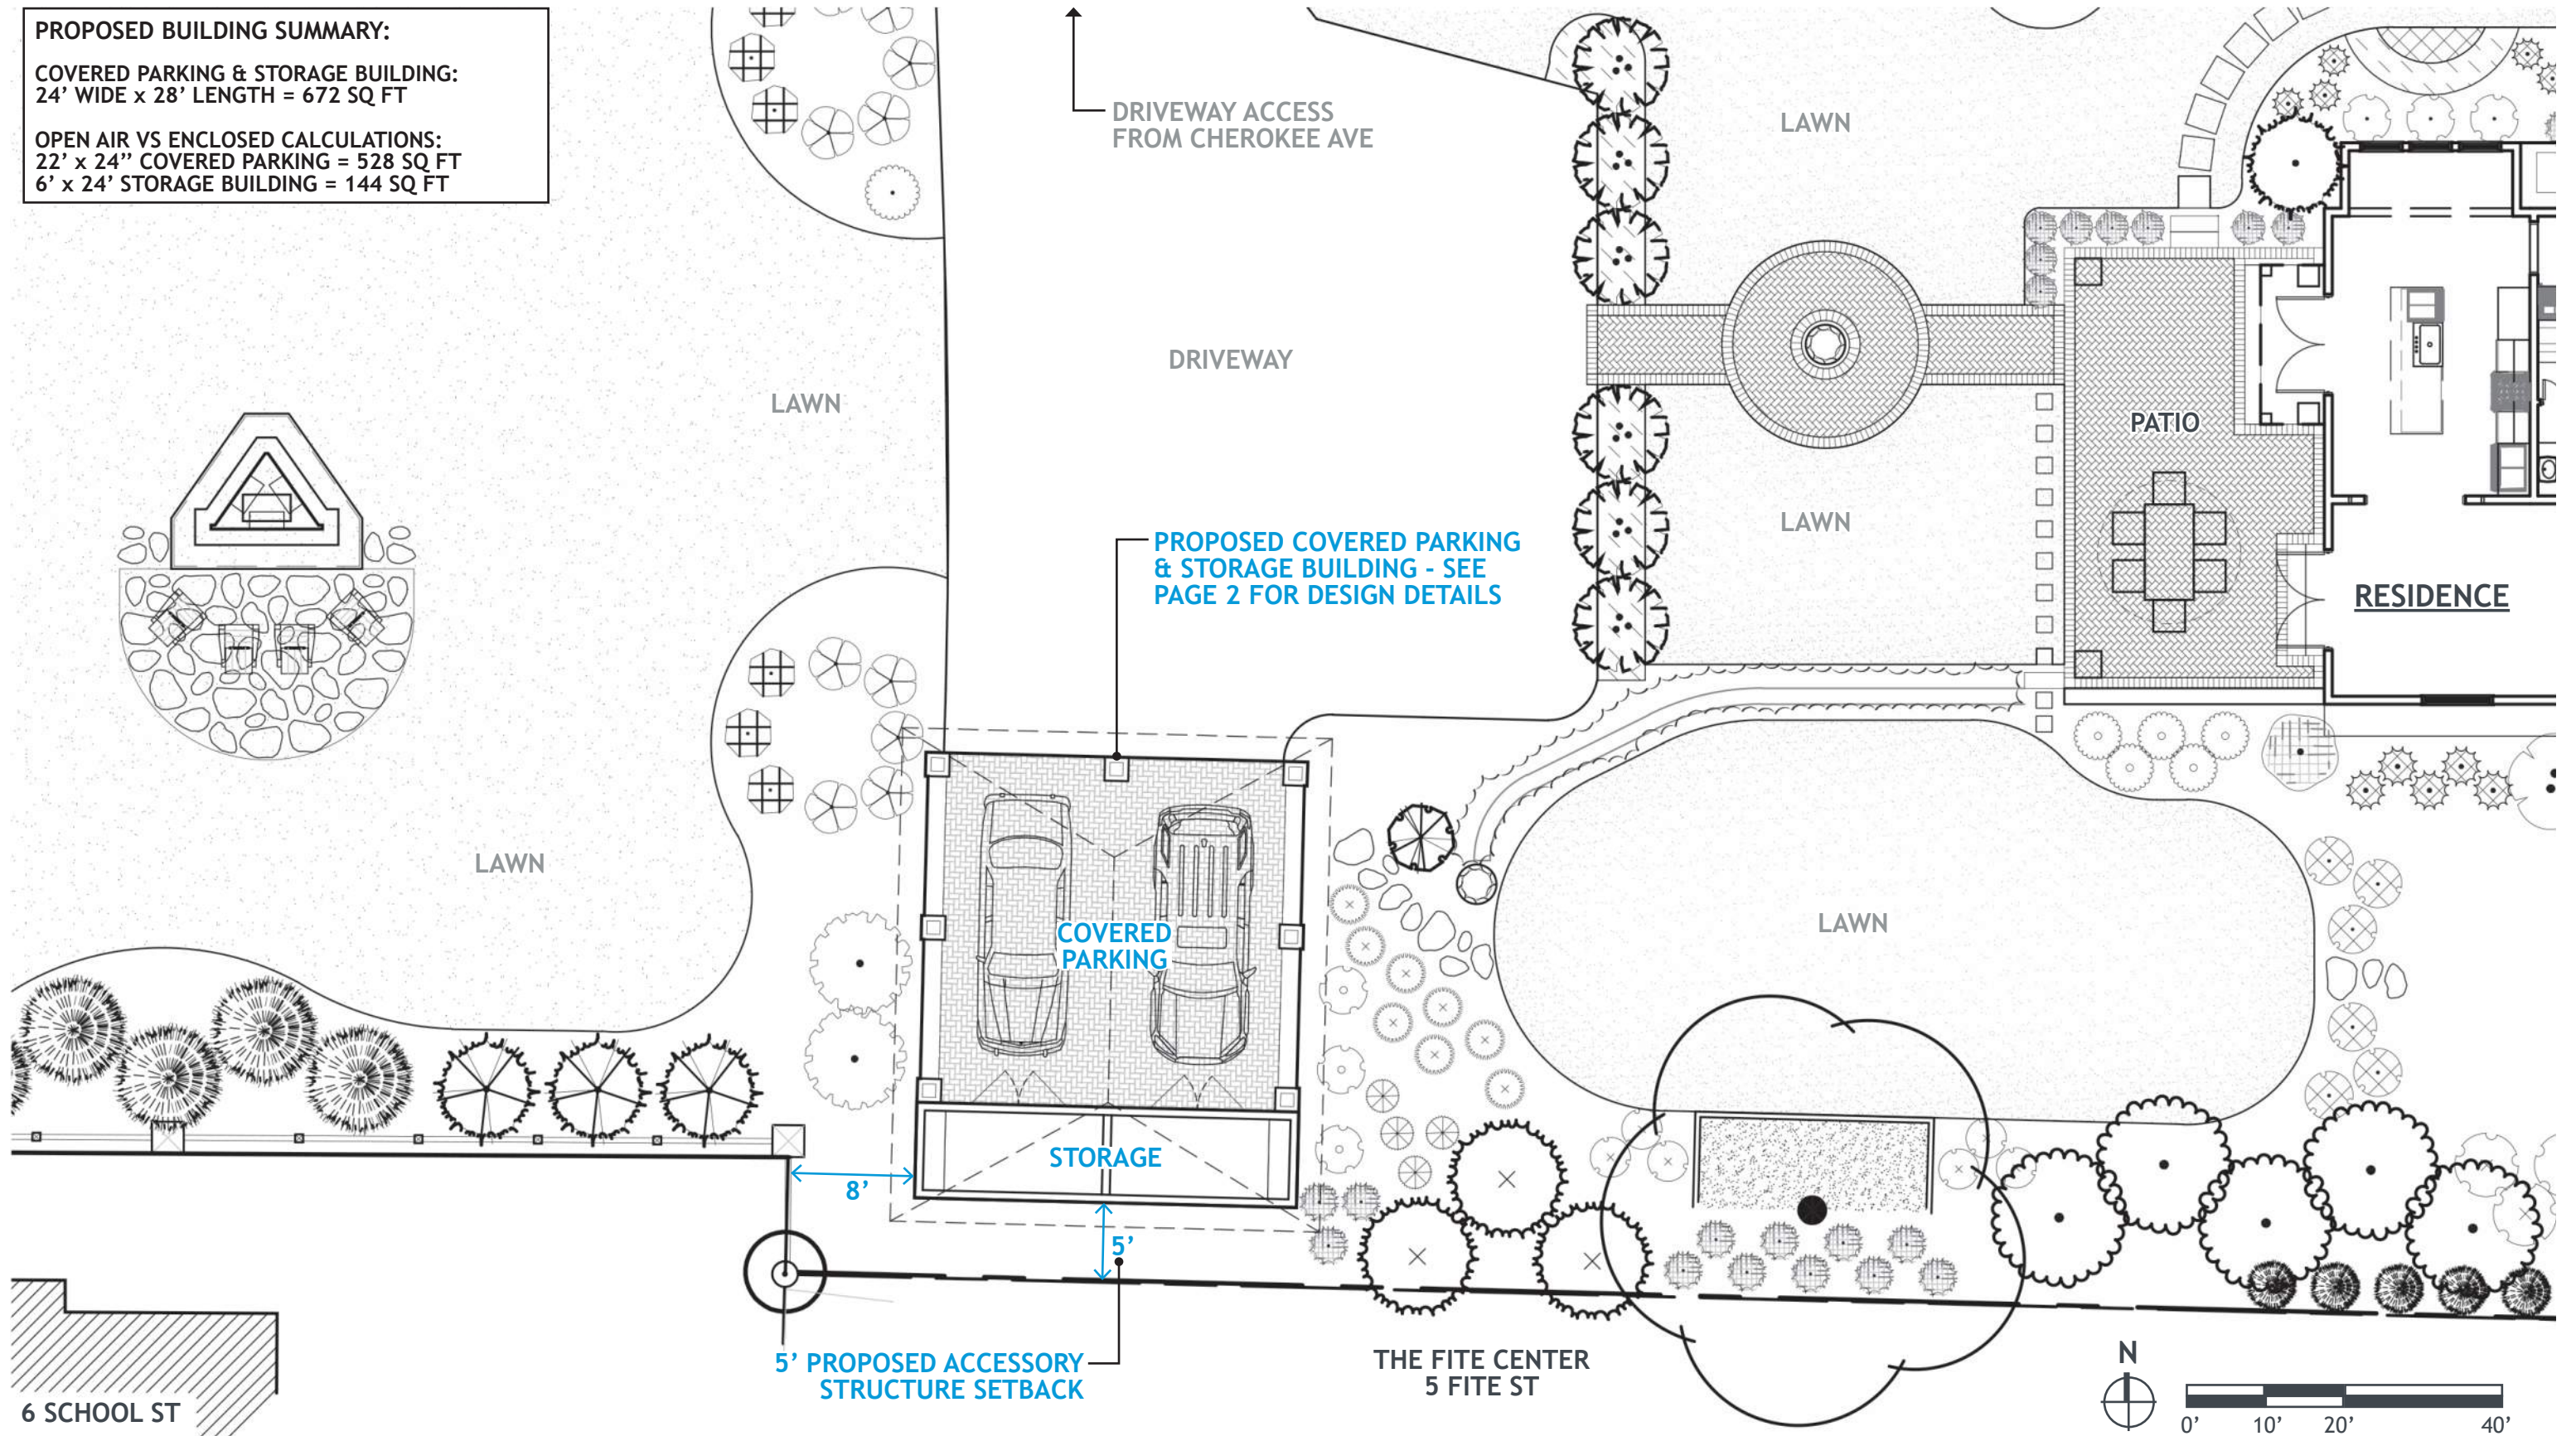 PROPOSED BUILDING SUMMARY:
COVERED PARKING & STORAGE BUILDING:
24’ WIDE x 28’ LENGTH = 672 SQ FT
OPEN AIR VS ENCLOSED CALCULATIONS:
22’ x 24’’ COVERED PARKING = 528 SQ FT
6’ x 24’ STORAGE BUILDING = 144 SQ FT
DRIVEWAY ACCESS
FROM CHEROKEE AVE
LAWN
DRIVEWAY
LAWN
PATIO
LAWN
PROPOSED COVERED PARKING
& STORAGE BUILDING - SEE
PAGE 2 FOR DESIGN DETAILS
RESIDENCE
LAWN
COVERED
PARKING
LAWN
STORAGE
8’
5’
5’ PROPOSED ACCESSORY
STRUCTURE SETBACK
THE FITE CENTER
5 FITE ST
6 SCHOOL ST
N
0’ 10’ 20’ 40’